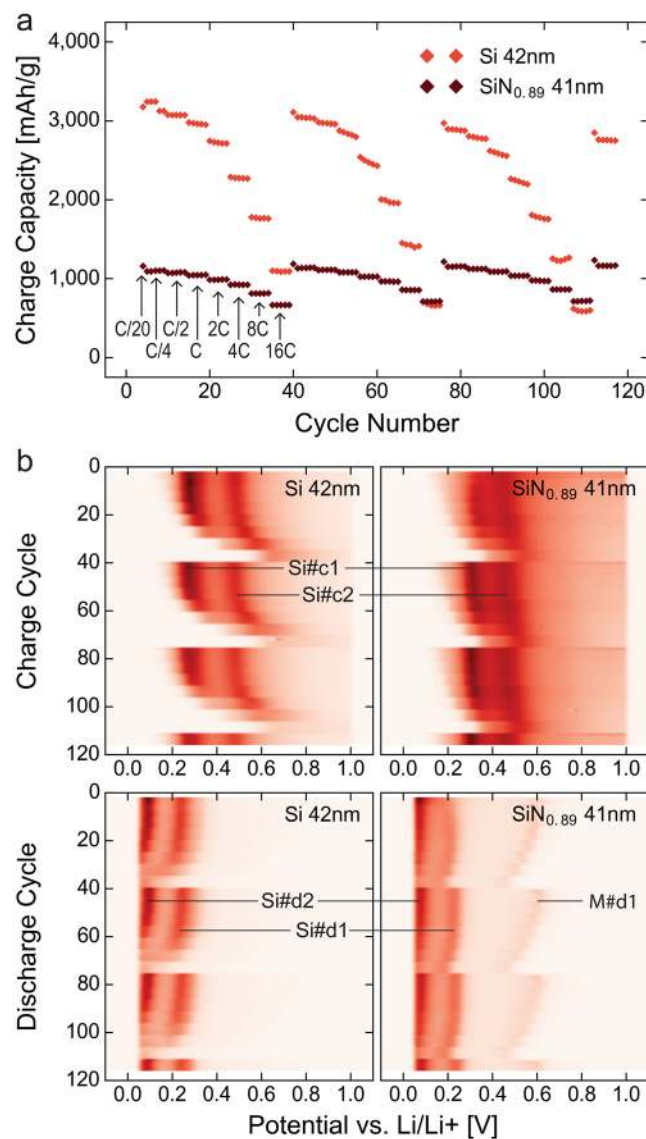 a
4,000
3,000
2,000
1,000
0
Charge Capacity [mAh/g]
Si 42nm
SiN0.89 41nm
C/20
C/4
C/2
C
2C
4C
8C
16C
0 20 40 60 80 100 120
Cycle Number
b
0
20
40
60
80
100
120
Charge Cycle
Si 42nm
SiN0.89 41nm
Si#c1
Si#c2
0.0 0.2 0.4 0.6 0.8 1.0
0.0 0.2 0.4 0.6 0.8 1.0
0
20
40
60
80
100
120
Discharge Cycle
Si 42nm
SiN0.89 41nm
Si#d2
Si#d1
M#d1
0.0 0.2 0.4 0.6 0.8 1.0
0.0 0.2 0.4 0.6 0.8 1.0
Potential vs. Li/Li+ [V]